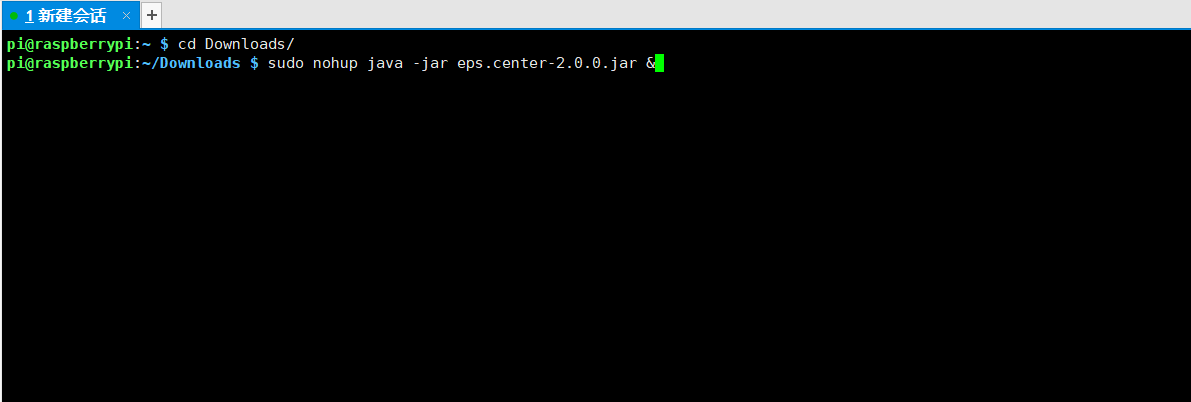 1 新建会话 × +
pi@raspberrypi:~ $ cd Downloads/
pi@raspberrypi:~/Downloads $ sudo nohup java -jar eps.center-2.0.0.jar &